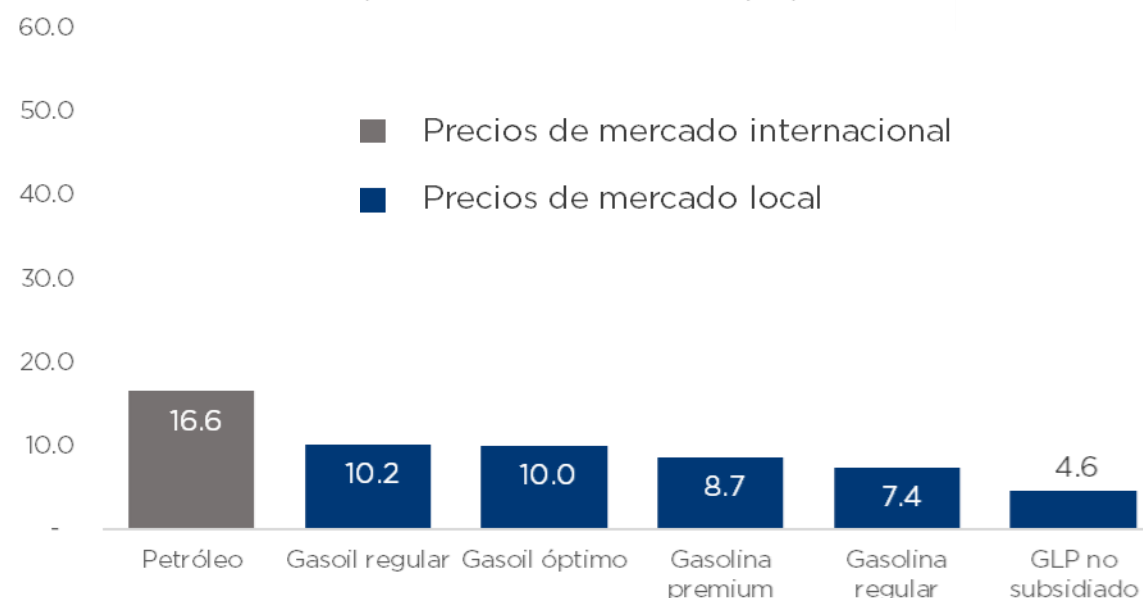 60.0
50.0
Precios de mercado internacional
40.0
Precios de mercado local
30.0
20.0
16.6
10.0
10.2
10.0
8.7
7.4
4.6
-
Petróleo
Gasoil regular
Gasoil óptimo
Gasolina
premium
Gasolina
regular
GLP no
subsidiado